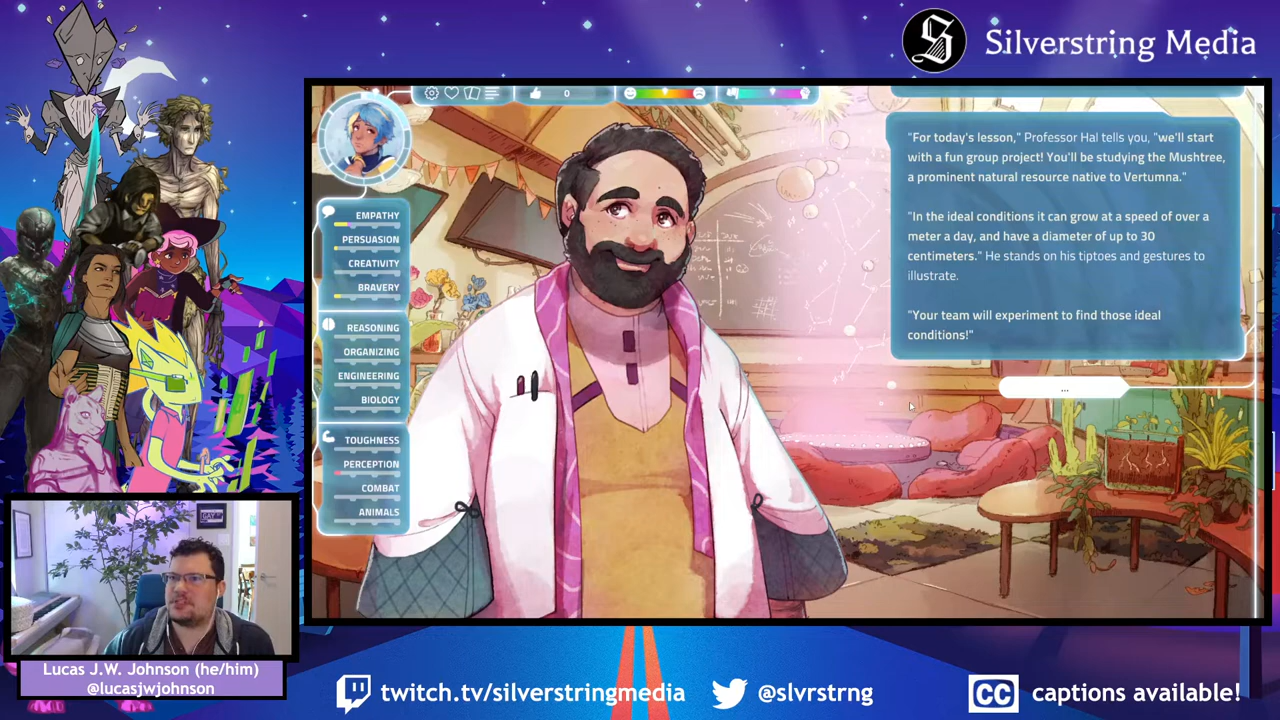 Silverstring Media
0
"For today's lesson," Professor Hal tells you, "we'll start
with a fun group project! You'll be studying the Mushtree,
a prominent natural resource native to Vertumna."
"In the ideal conditions it can grow at a speed of over a
meter a day, and have a diameter of up to 30
centimeters." He stands on his tiptoes and gestures to
illustrate.
"Your team will experiment to find those ideal
conditions!"
...
EMPATHY
PERSUASION
CREATIVITY
BRAVERY
REASONING
ORGANIZING
ENGINEERING
BIOLOGY
TOUGHNESS
PERCEPTION
COMBAT
ANIMALS
GAY
Lucas J.W. Johnson (he/him)
@lucasjwjohnson
twitch.tv/silverstringmedia
@slvrstrng
CC captions available!